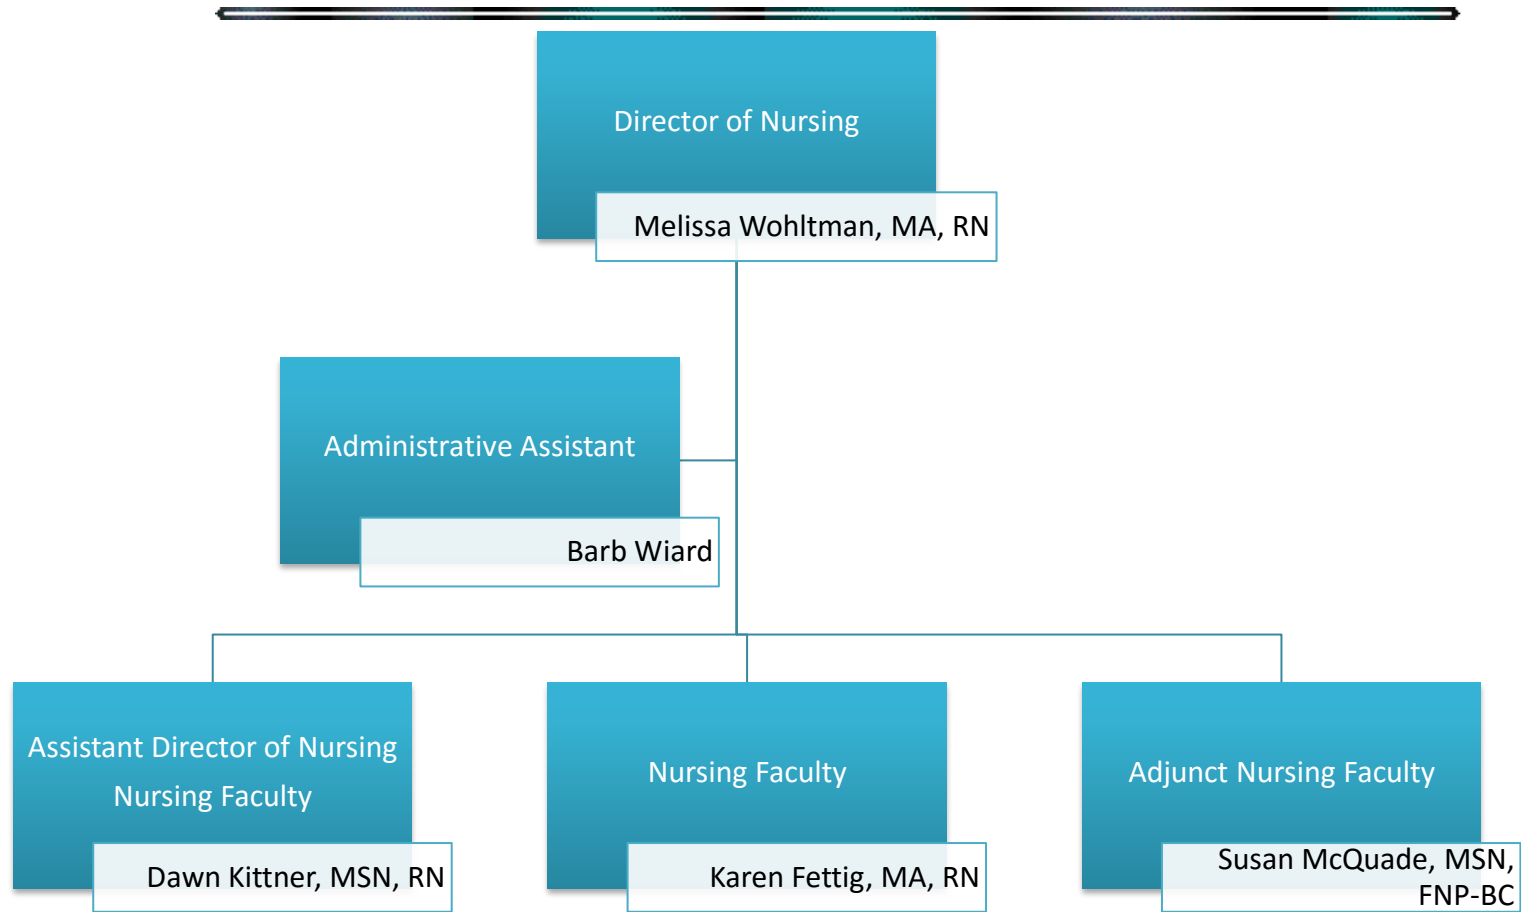 Director of Nursing
Melissa Wohltman, MA, RN
Administrative Assistant
Barb Wiard
Assistant Director of Nursing
Nursing Faculty
Dawn Kittner, MSN, RN
Nursing Faculty
Karen Fettig, MA, RN
Adjunct Nursing Faculty
Susan McQuade, MSN,
FNP-BC